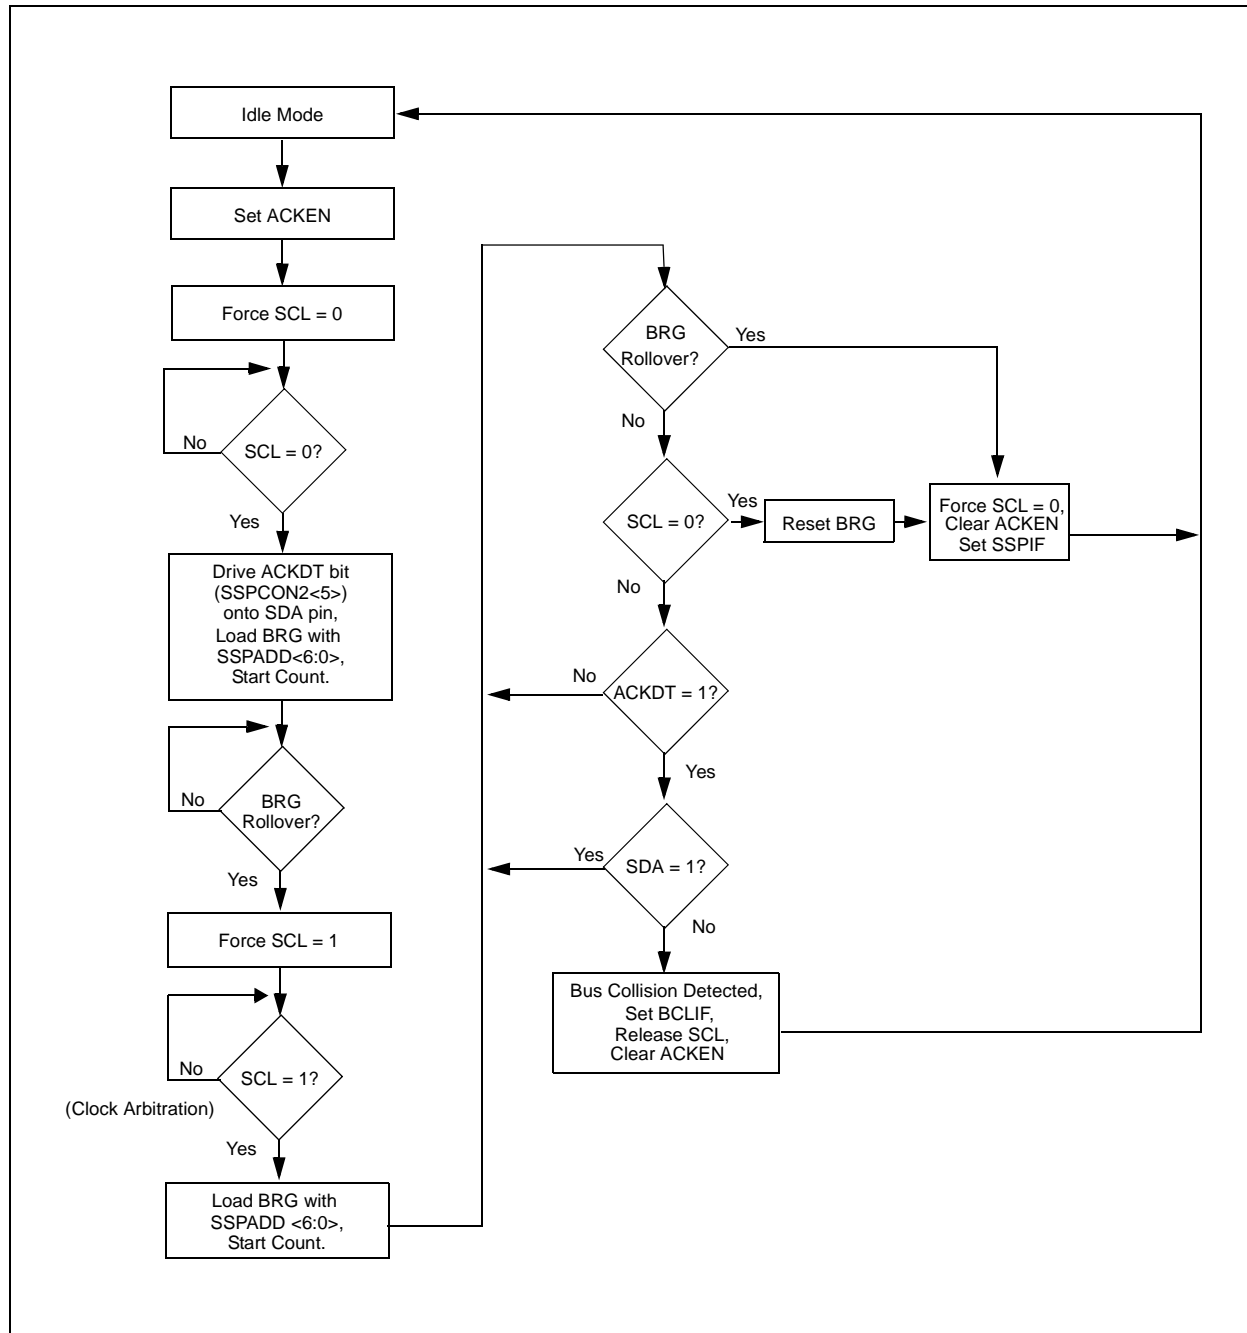 Idle Mode
Set ACKEN
Force SCL = 0
SCL = 0?
No
Yes
Drive ACKDT bit
(SSPCON2<5>)
onto SDA pin,
Load BRG with
SSPADD<6:0>,
Start Count.
BRG
Rollover?
No
Yes
Force SCL = 1
SCL = 1?
No
(Clock Arbitration)
Yes
Load BRG with
SSPADD <6:0>,
Start Count.
BRG
Rollover?
Yes
No
SCL = 0?
Yes
Reset BRG
Force SCL = 0,
Clear ACKEN
Set SSPIF
No
ACKDT = 1?
No
Yes
SDA = 1?
Yes
No
Bus Collision Detected,
Set BCLIF,
Release SCL,
Clear ACKEN